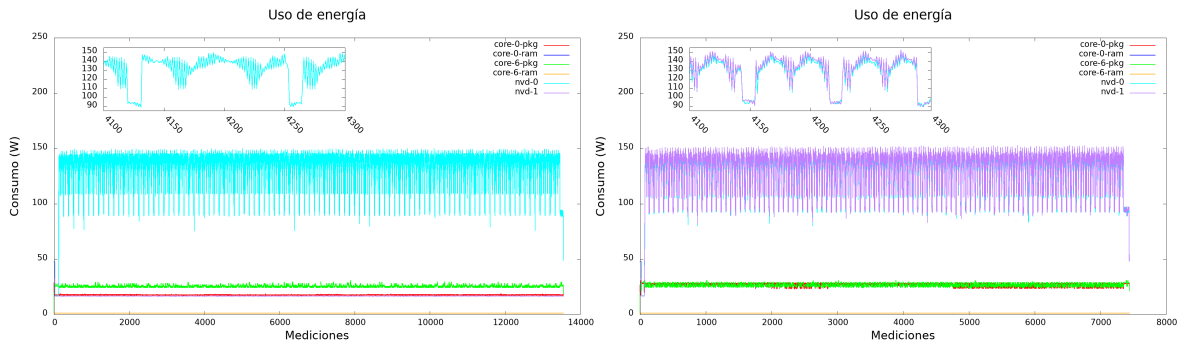 Uso de energía
250
200
150
100
50
0
Consumo (W)
150
140
130
120
110
100
90
4100
4150
4200
4250
4300
core-0-pkg
core-0-ram
core-6-pkg
core-6-ram
nvd-0
nvd-1
0
2000
4000
6000
8000
10000
12000
14000
Mediciones
Uso de energía
250
200
150
100
50
0
Consumo (W)
150
140
130
120
110
100
90
4100
4150
4200
4250
4300
core-0-pkg
core-0-ram
core-6-pkg
core-6-ram
nvd-0
nvd-1
0
1000
2000
3000
4000
5000
6000
7000
8000
Mediciones